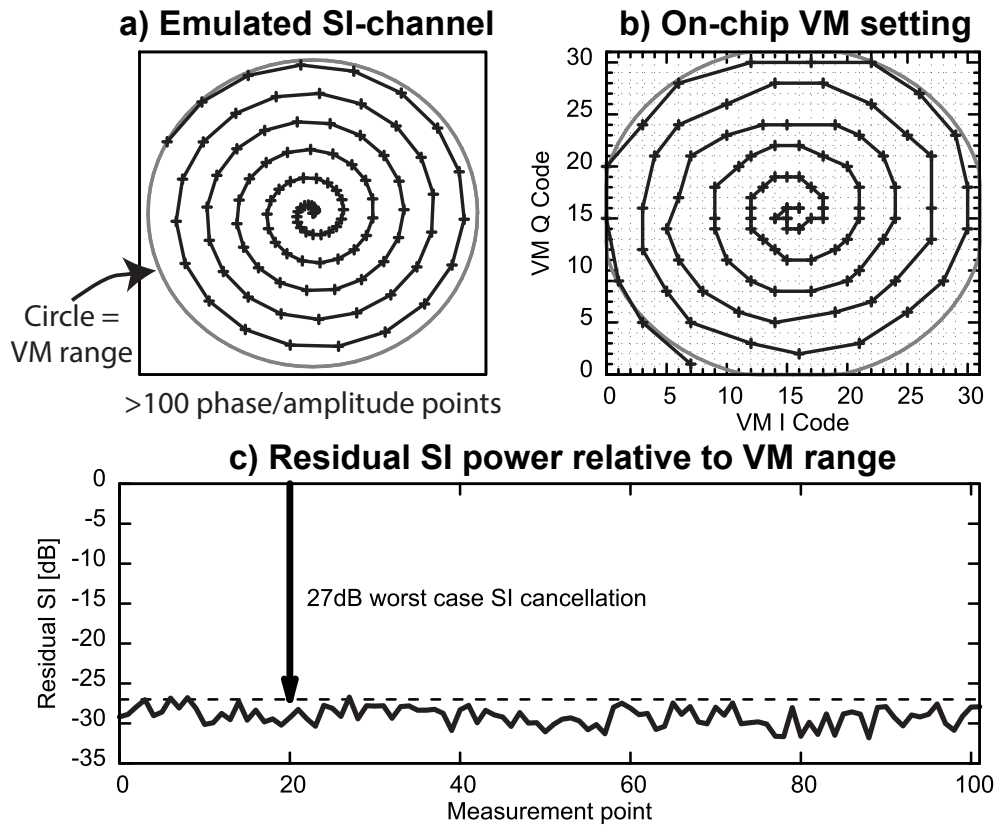 a) Emulated SI-channel
Circle =
VM range
>100 phase/amplitude points
b) On-chip VM setting
30
25
20
15
10
5
0
VM Q Code
0 5 10 15 20 25 30
VM I Code
c) Residual SI power relative to VM range
0
-5
-10
-15
-20
-25
-30
-35
Residual SI [dB]
27dB worst case SI cancellation
0 20 40 60 80 100
Measurement point